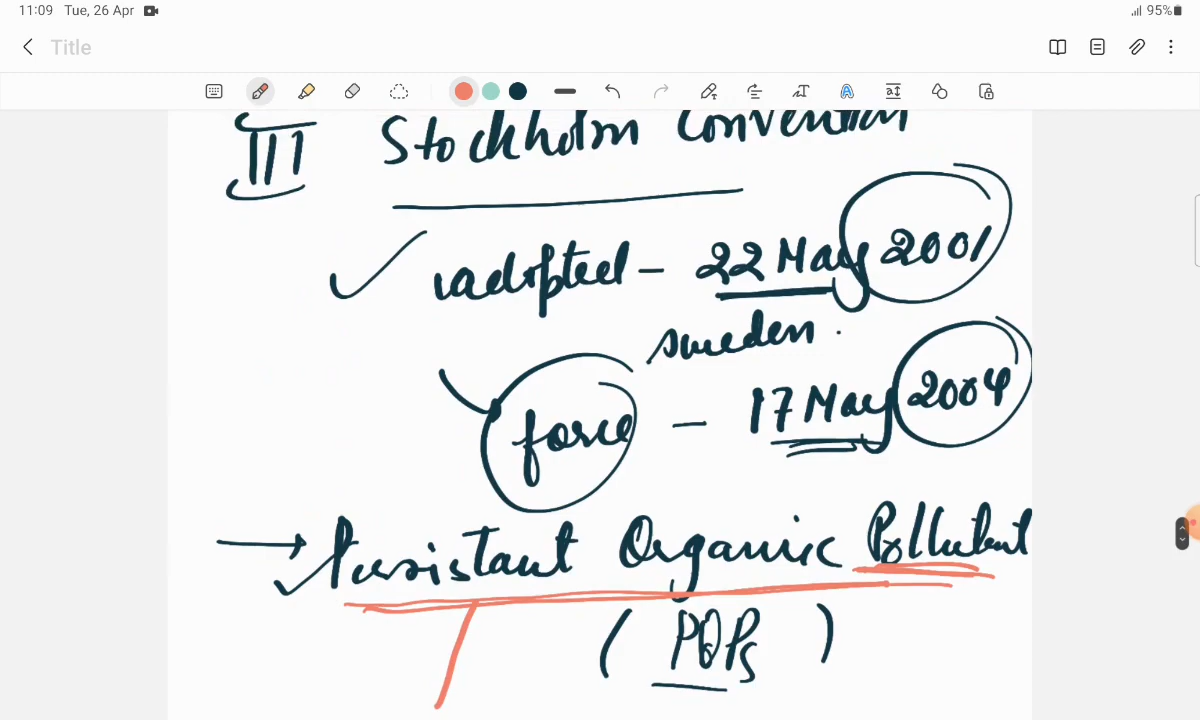 11:09 Tue, 26 Apr 95%
Title
III Stockholm Convention
adopted - 22 May 2001
Sweden.
force - 17 May 2004
→ Persistant Organic Pollutant
(POPs)